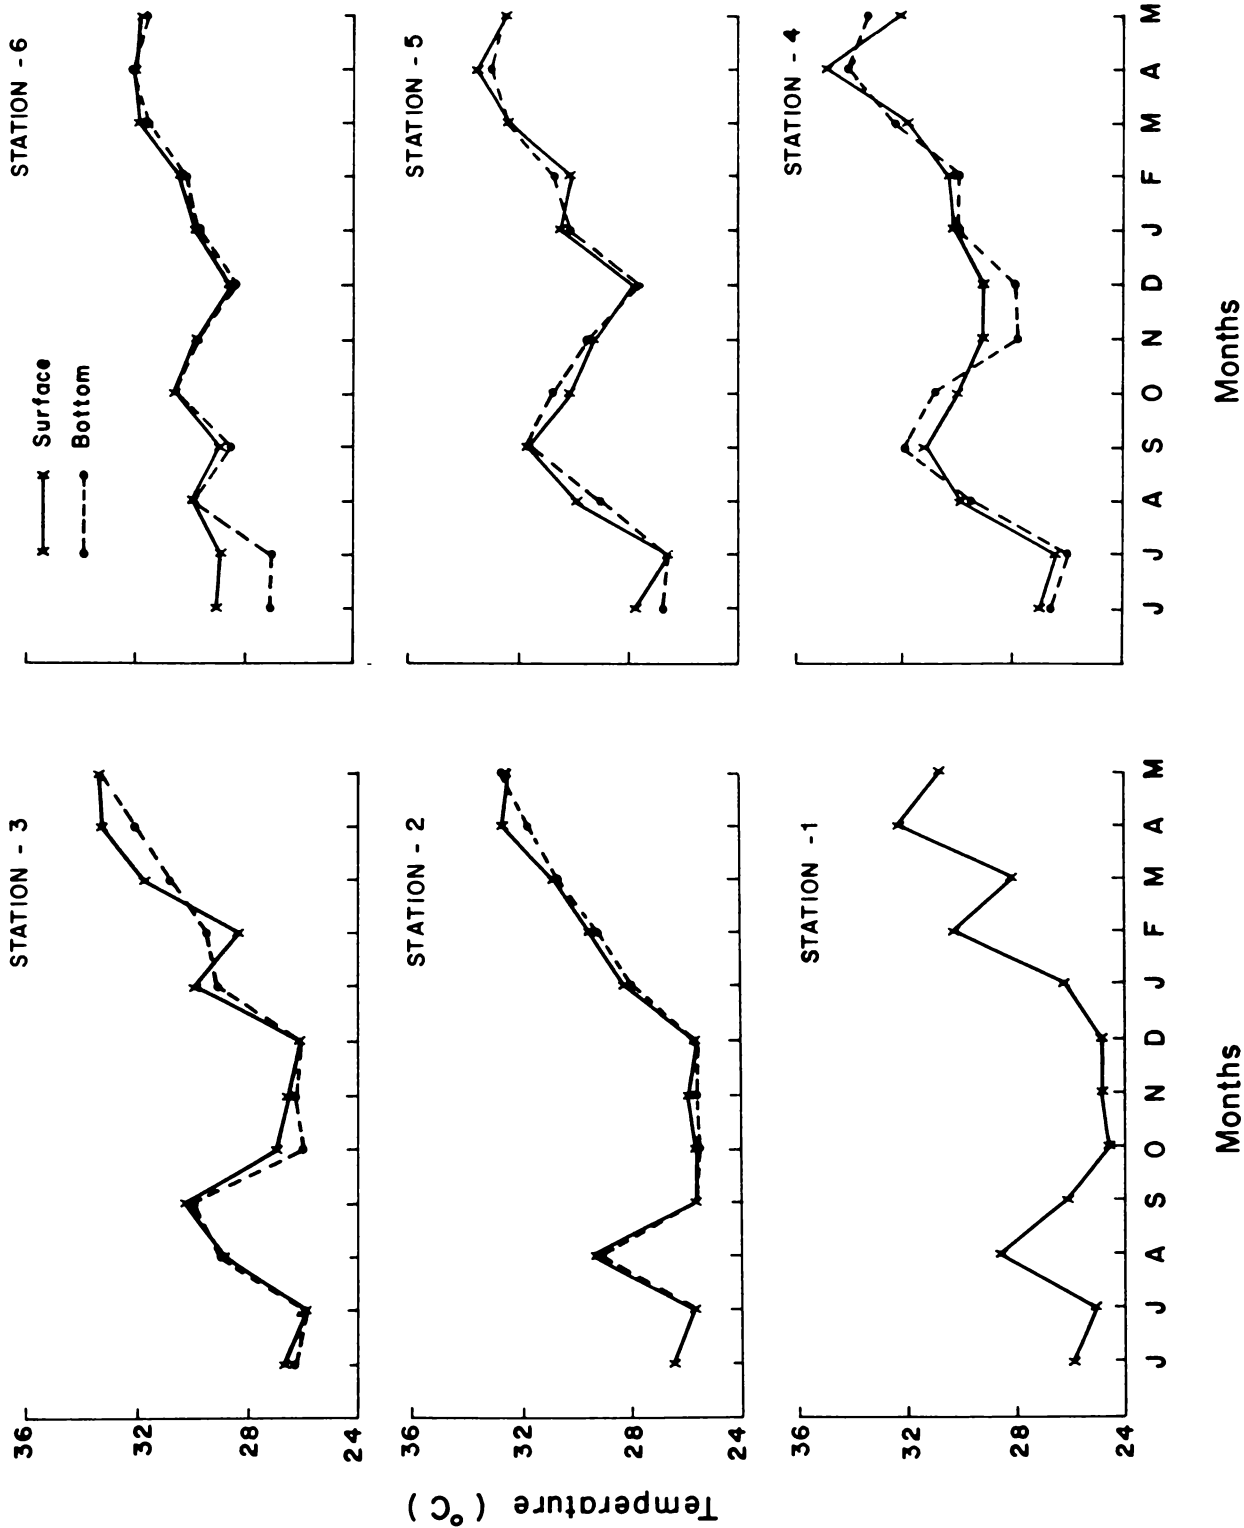 STATION - 3
STATION - 6
Surface
Bottom
36
32
28
24
STATION - 2
STATION - 5
36
32
28
24
Temperature (°C)
STATION - 1
STATION - 4
36
32
28
24
J J A S O N D J F M A M
J J A S O N D J F M A M
Months
Months